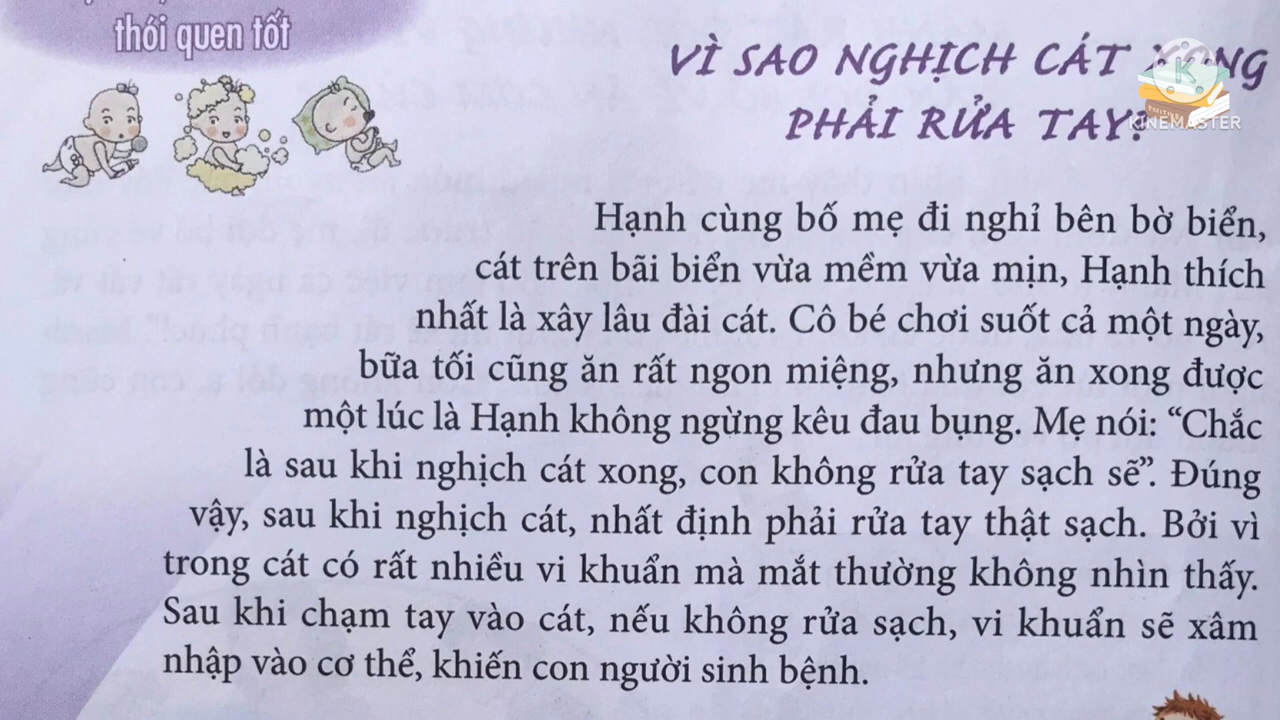 thói quen tốt
VÌ SAO NGHỊCH CÁT XONG
PHẢI RỬA TAY?
KINEMASTER
Hạnh cùng bố mẹ đi nghỉ bên bờ biển,
cát trên bãi biển vừa mềm vừa mịn, Hạnh thích
nhất là xây lâu đài cát. Cô bé chơi suốt cả một ngày,
bữa tối cũng ăn rất ngon miệng, nhưng ăn xong được
một lúc là Hạnh không ngừng kêu đau bụng. Mẹ nói: “Chắc
là sau khi nghịch cát xong, con không rửa tay sạch sẽ”. Đúng
vậy, sau khi nghịch cát, nhất định phải rửa tay thật sạch. Bởi vì
trong cát có rất nhiều vi khuẩn mà mắt thường không nhìn thấy.
Sau khi chạm tay vào cát, nếu không rửa sạch, vi khuẩn sẽ xâm
nhập vào cơ thể, khiến con người sinh bệnh.